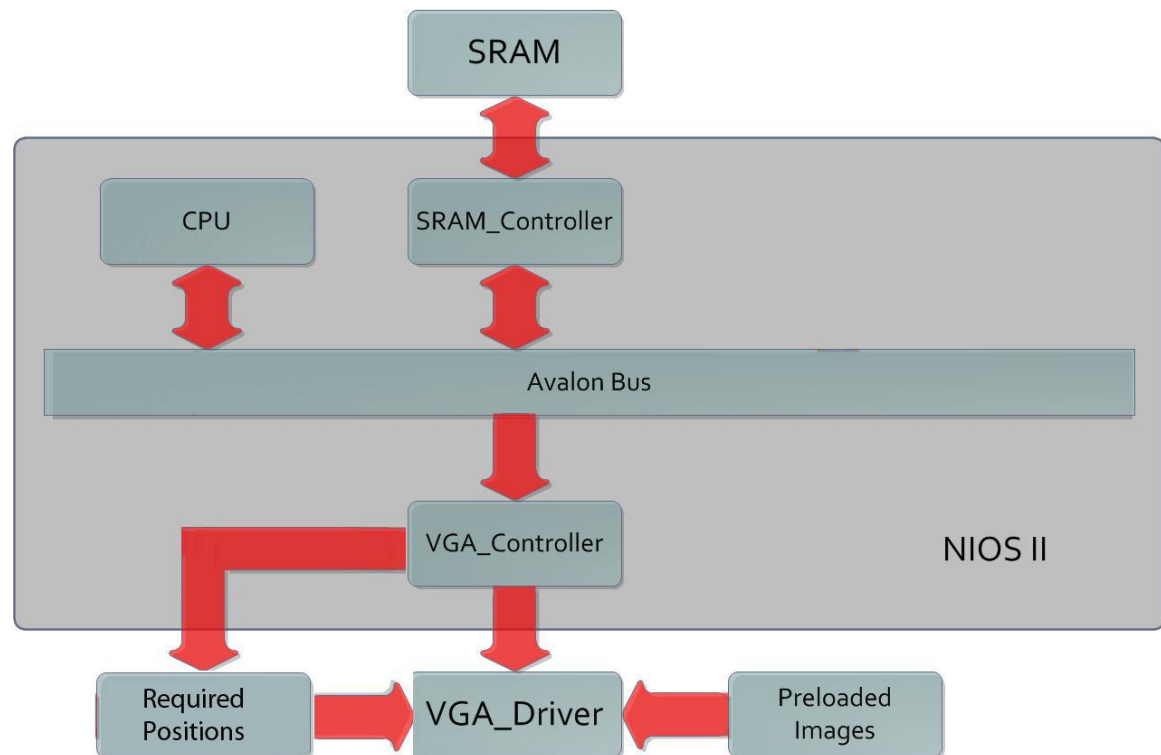 SRAM
CPU
SRAM_Controller
Avalon Bus
VGA_Controller
NIOS II
Required
Positions
VGA_Driver
Preloaded
Images